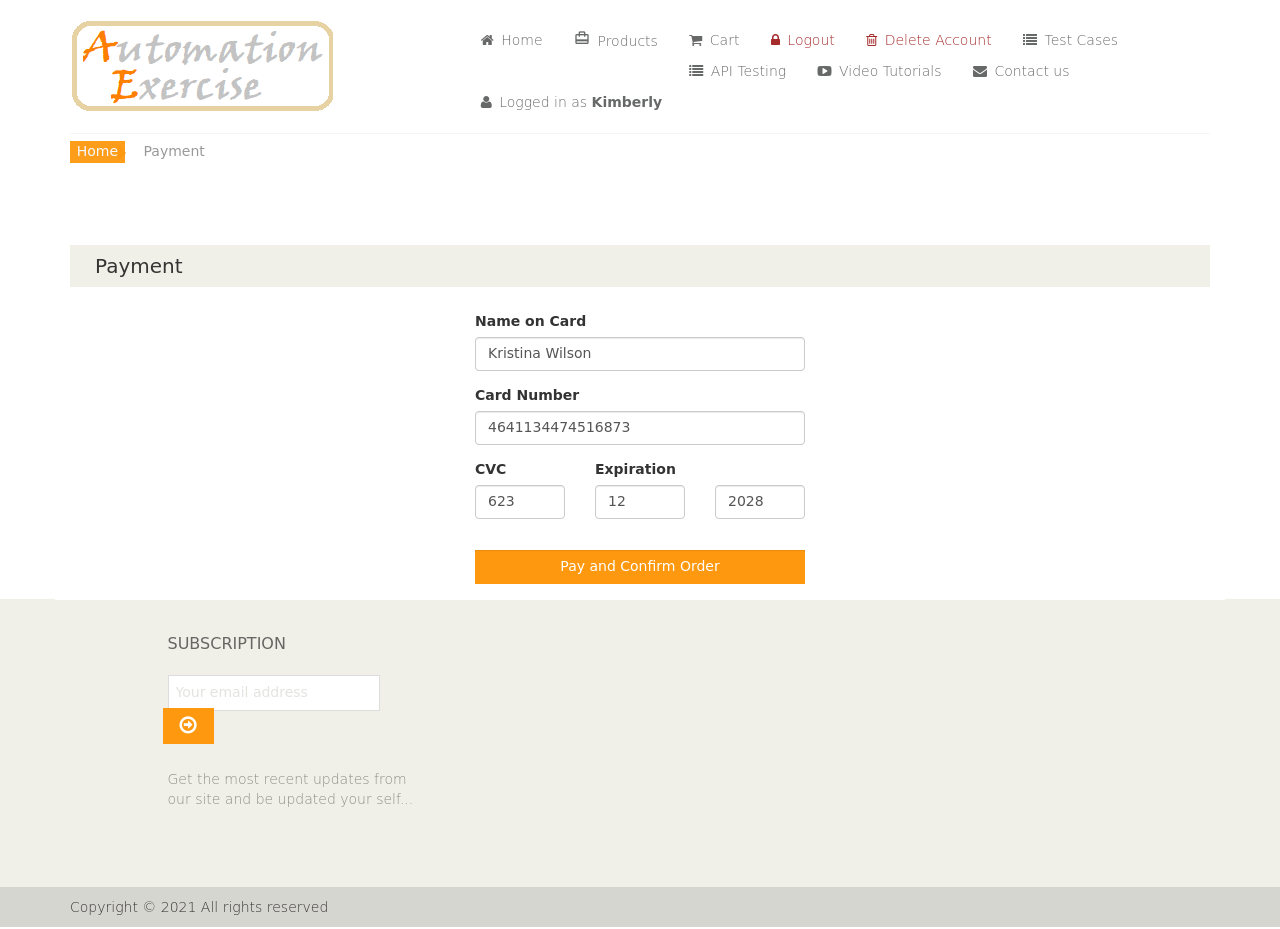 Automation
Exercise
Home
Products
Cart
Logout
Delete Account
Test Cases
API Testing
Video Tutorials
Contact us
Logged in as Kimberly
Home
Payment
Payment
Name on Card
Kristina Wilson
Card Number
4641134474516873
CVC
Expiration
623
12
2028
Pay and Confirm Order
SUBSCRIPTION
Your email address
Get the most recent updates from
our site and be updated your self...
Copyright © 2021 All rights reserved